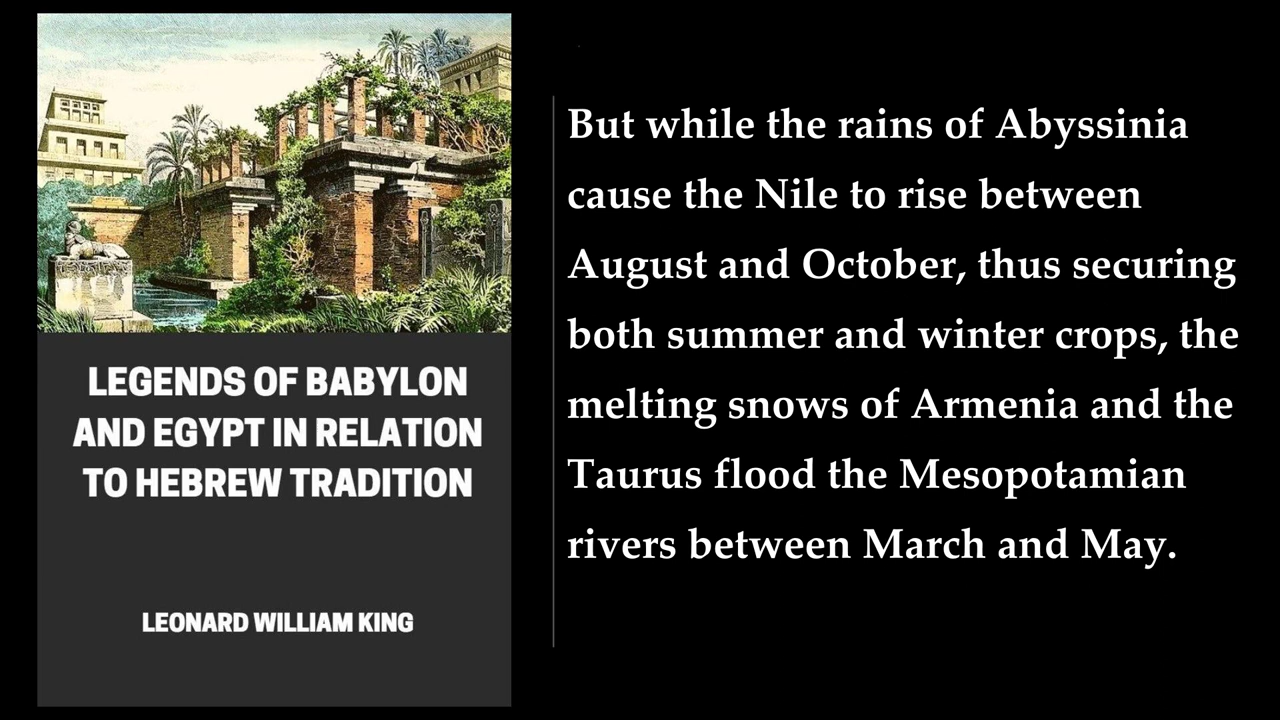 LEGENDS OF BABYLON
AND EGYPT IN RELATION
TO HEBREW TRADITION
LEONARD WILLIAM KING
But while the rains of Abyssinia
cause the Nile to rise between
August and October, thus securing
both summer and winter crops, the
melting snows of Armenia and the
Taurus flood the Mesopotamian
rivers between March and May.